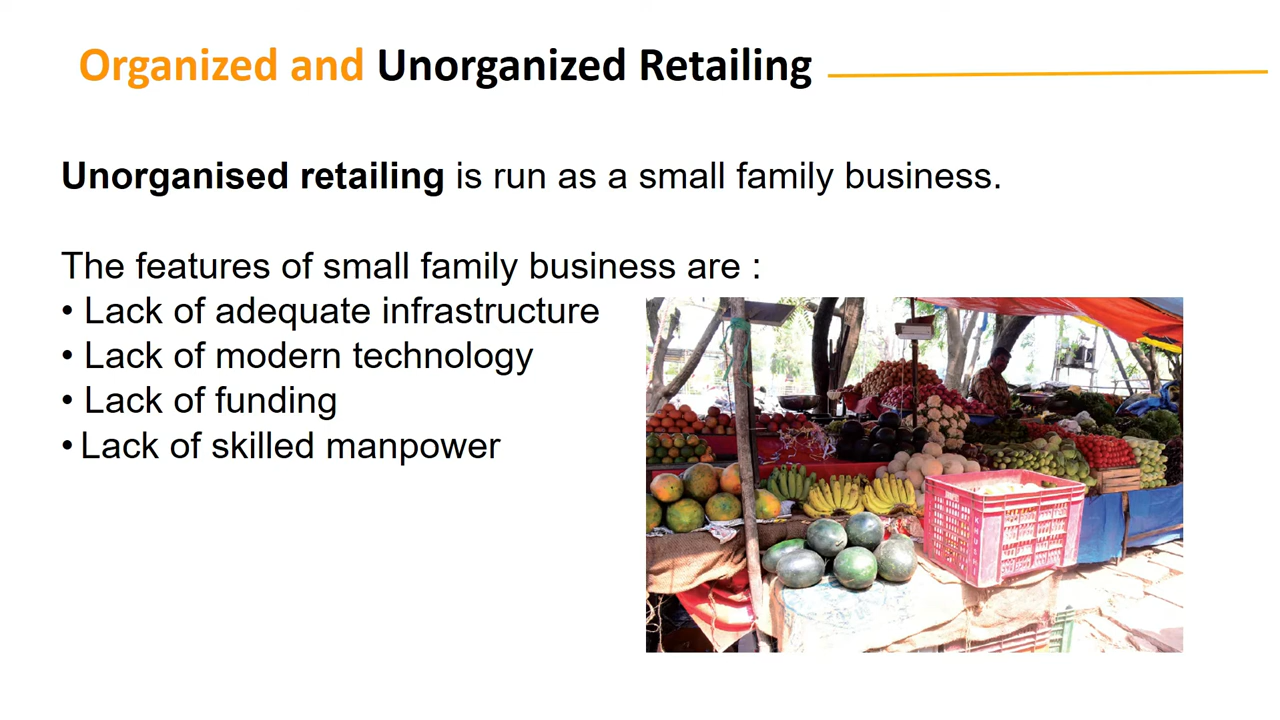 Organized and Unorganized Retailing
Unorganised retailing is run as a small family business.
The features of small family business are :
• Lack of adequate infrastructure
• Lack of modern technology
• Lack of funding
• Lack of skilled manpower
KHUSHI